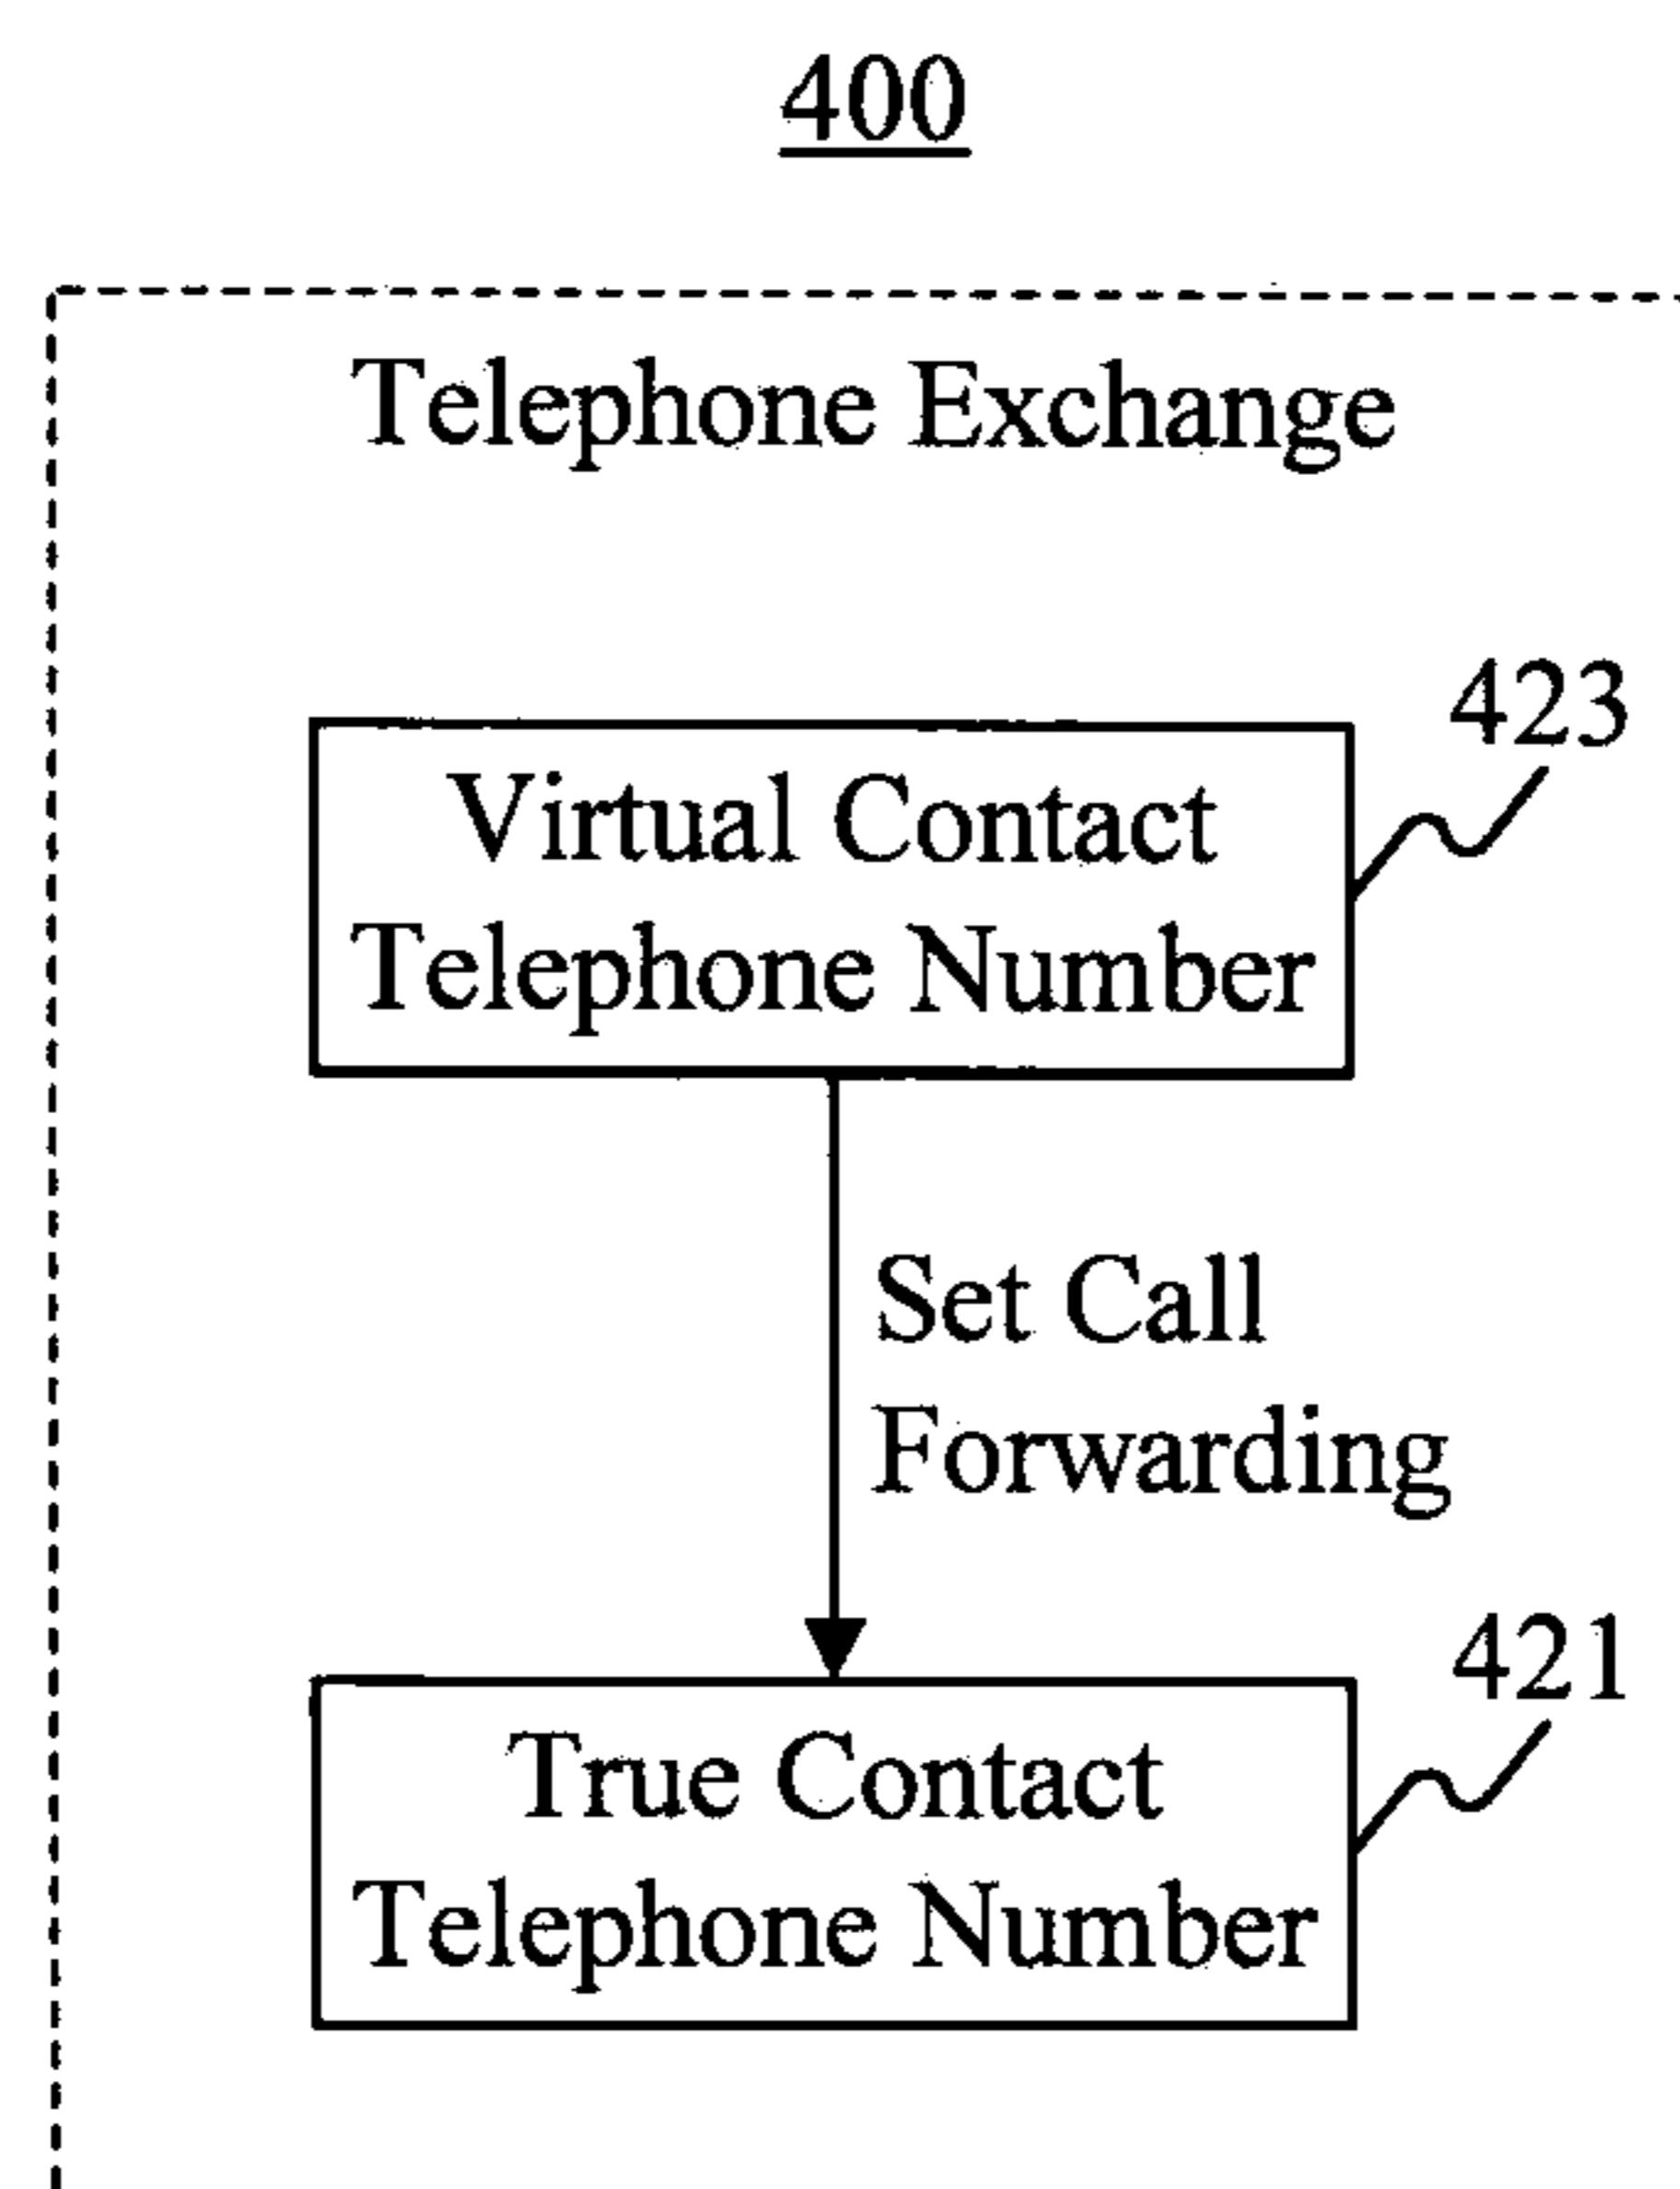 400
Telephone Exchange
423
Virtual Contact
Telephone Number
Set Call
Forwarding
421
True Contact
Telephone Number